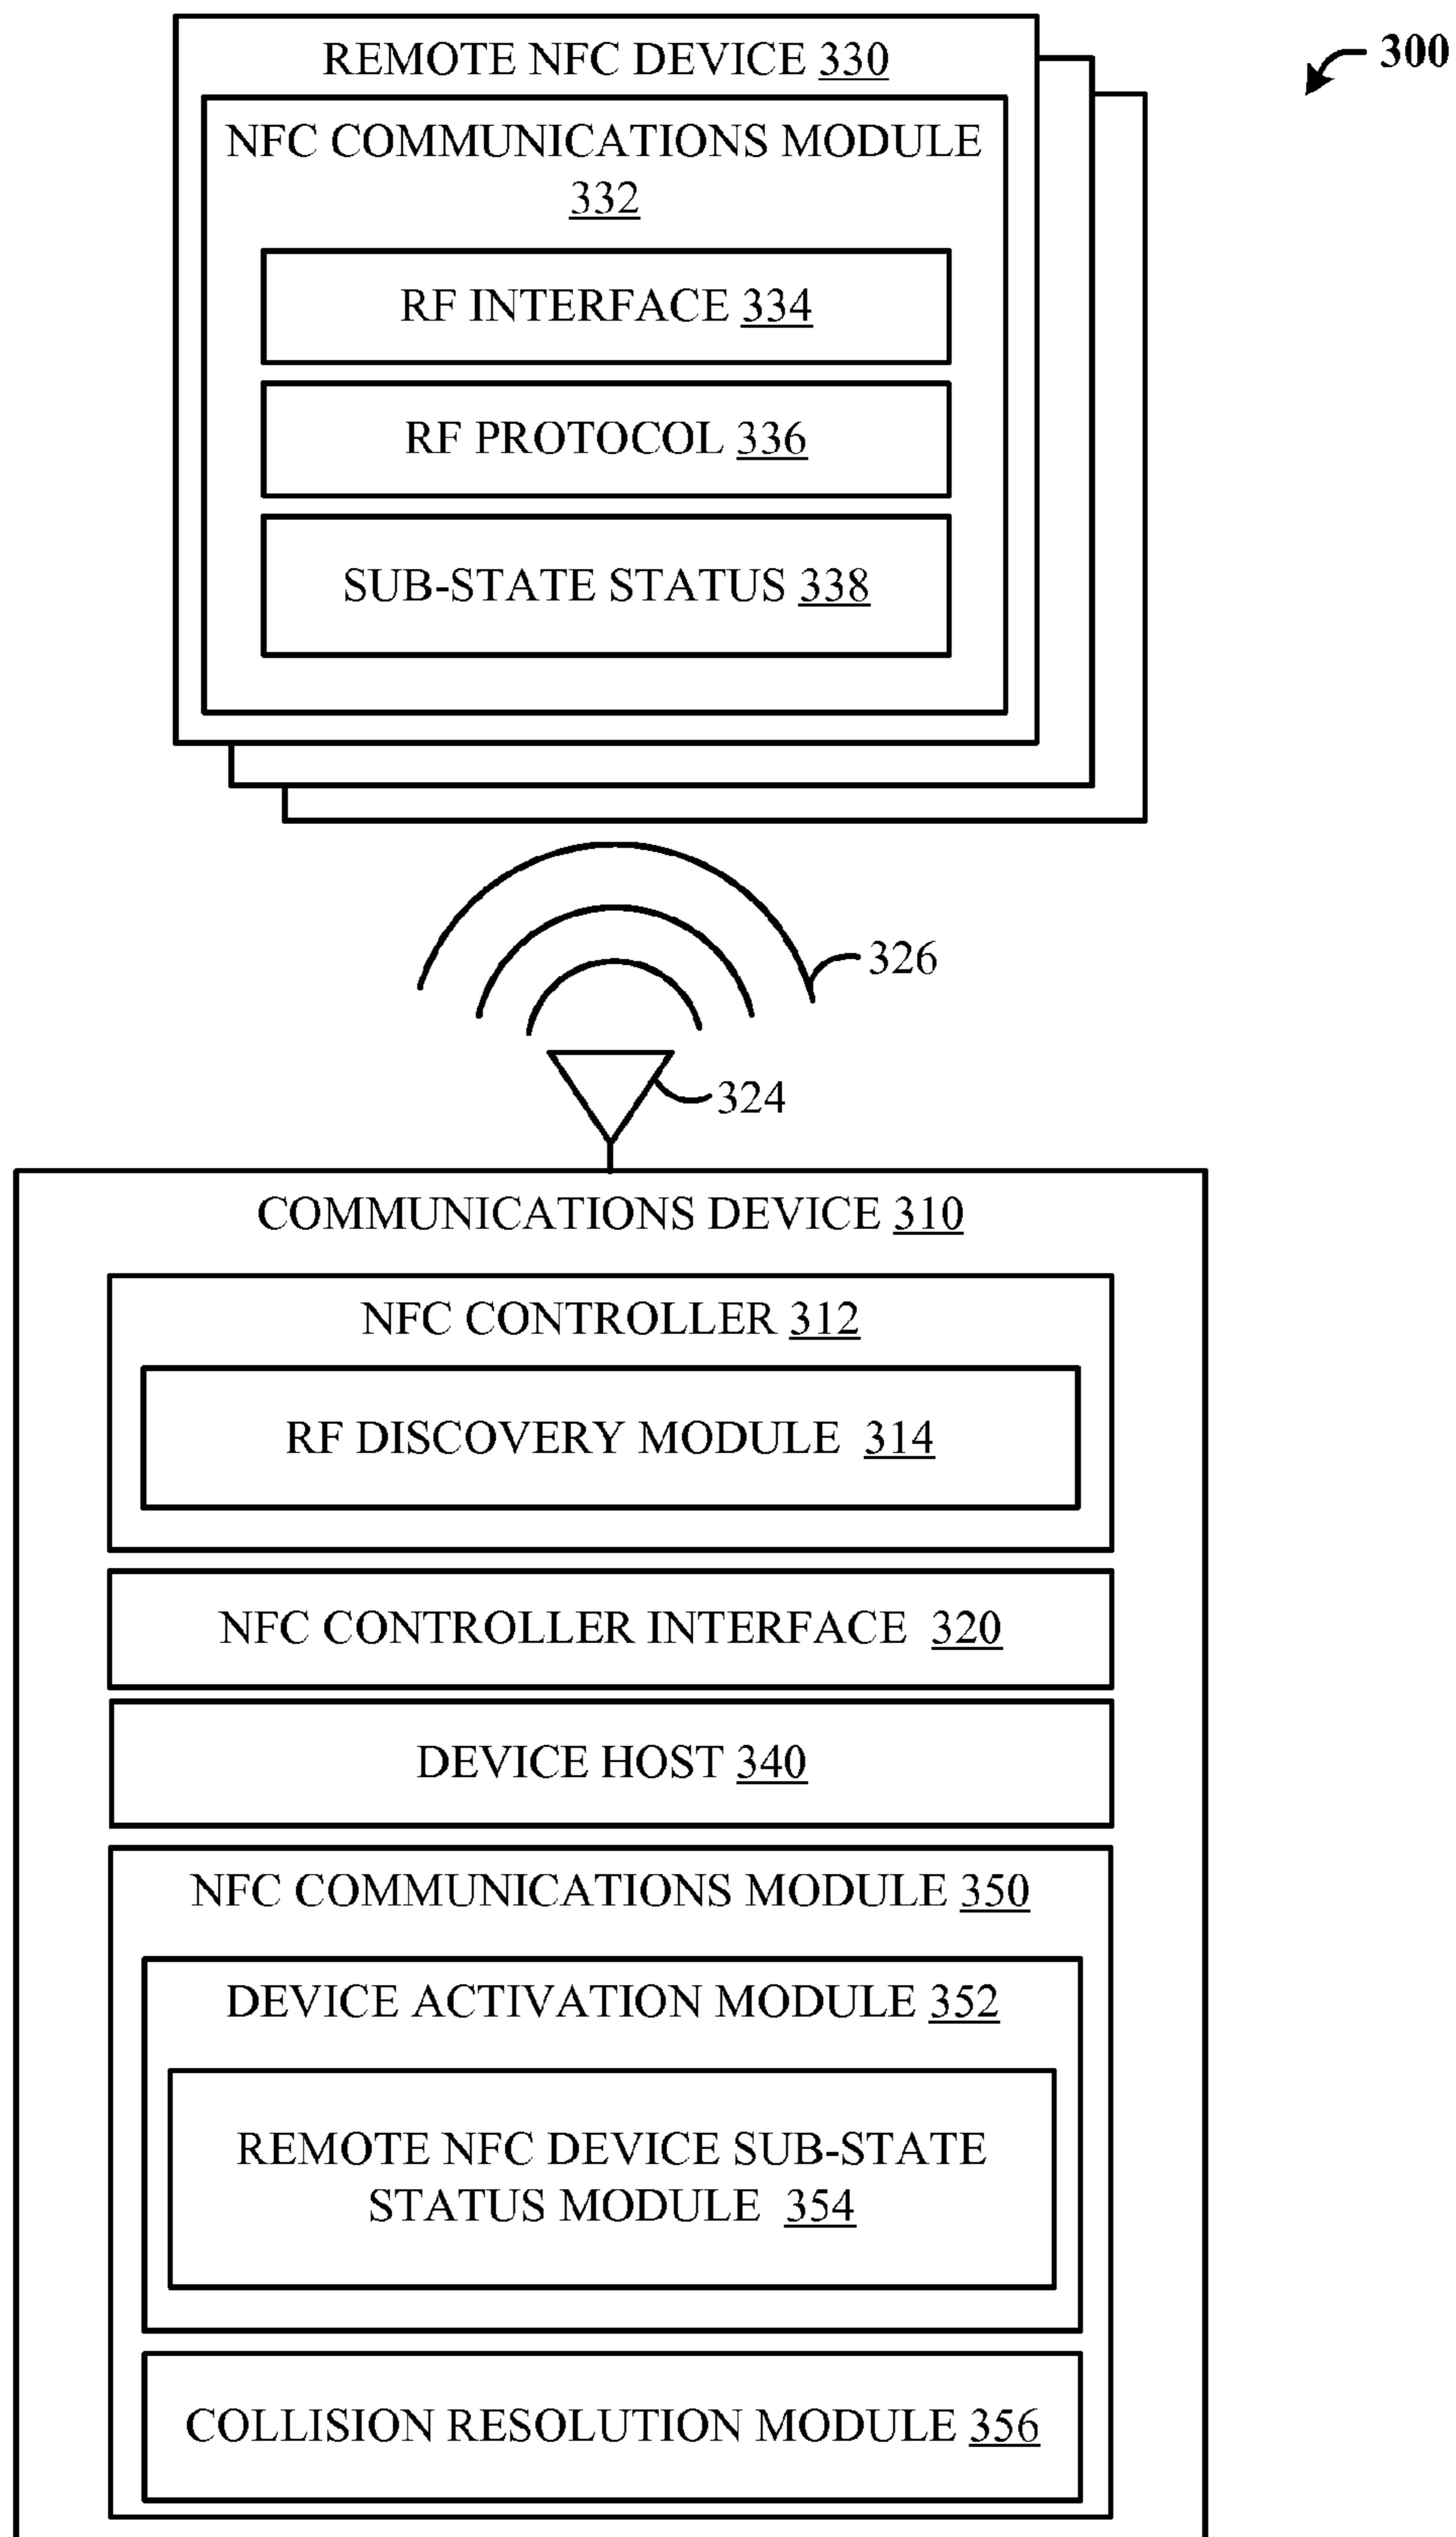 REMOTE NFC DEVICE 330
300
NFC COMMUNICATIONS MODULE
332
RF INTERFACE 334
RF PROTOCOL 336
SUB-STATE STATUS 338
326
324
COMMUNICATIONS DEVICE 310
NFC CONTROLLER 312
RF DISCOVERY MODULE 314
NFC CONTROLLER INTERFACE 320
DEVICE HOST 340
NFC COMMUNICATIONS MODULE 350
DEVICE ACTIVATION MODULE 352
REMOTE NFC DEVICE SUB-STATE
STATUS MODULE 354
COLLISION RESOLUTION MODULE 356